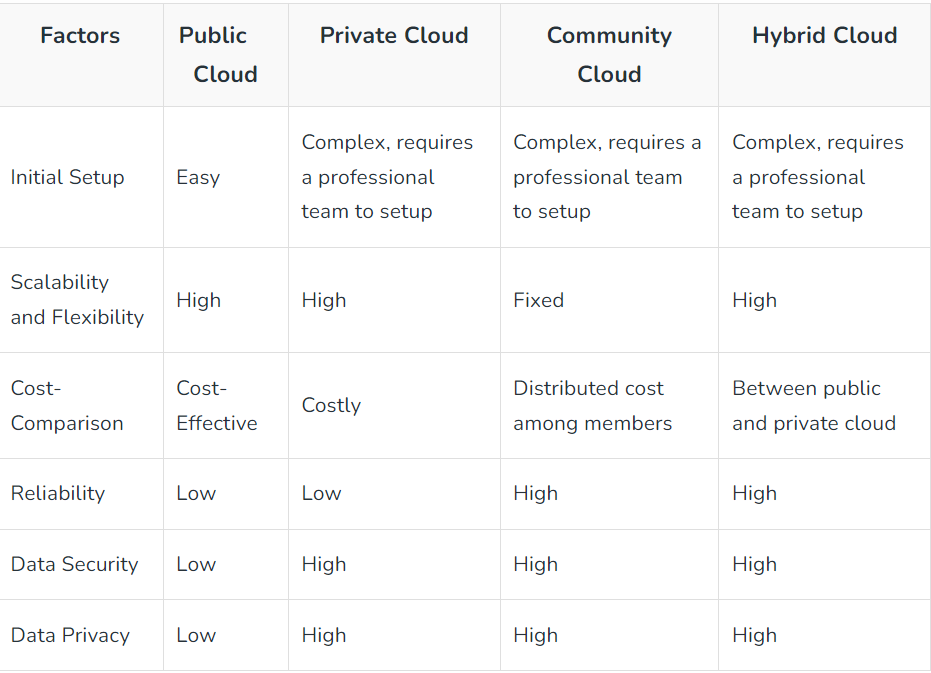 Factors
Public
Cloud
Private Cloud
Community
Cloud
Hybrid Cloud
Initial Setup
Easy
Complex, requires
a professional
team to setup
Complex, requires a
professional team
to setup
Complex, requires
a professional
team to setup
Scalability
and Flexibility
High
High
Fixed
High
Cost-
Comparison
Cost-
Effective
Costly
Distributed cost
among members
Between public
and private cloud
Reliability
Low
Low
High
High
Data Security
Low
High
High
High
Data Privacy
Low
High
High
High